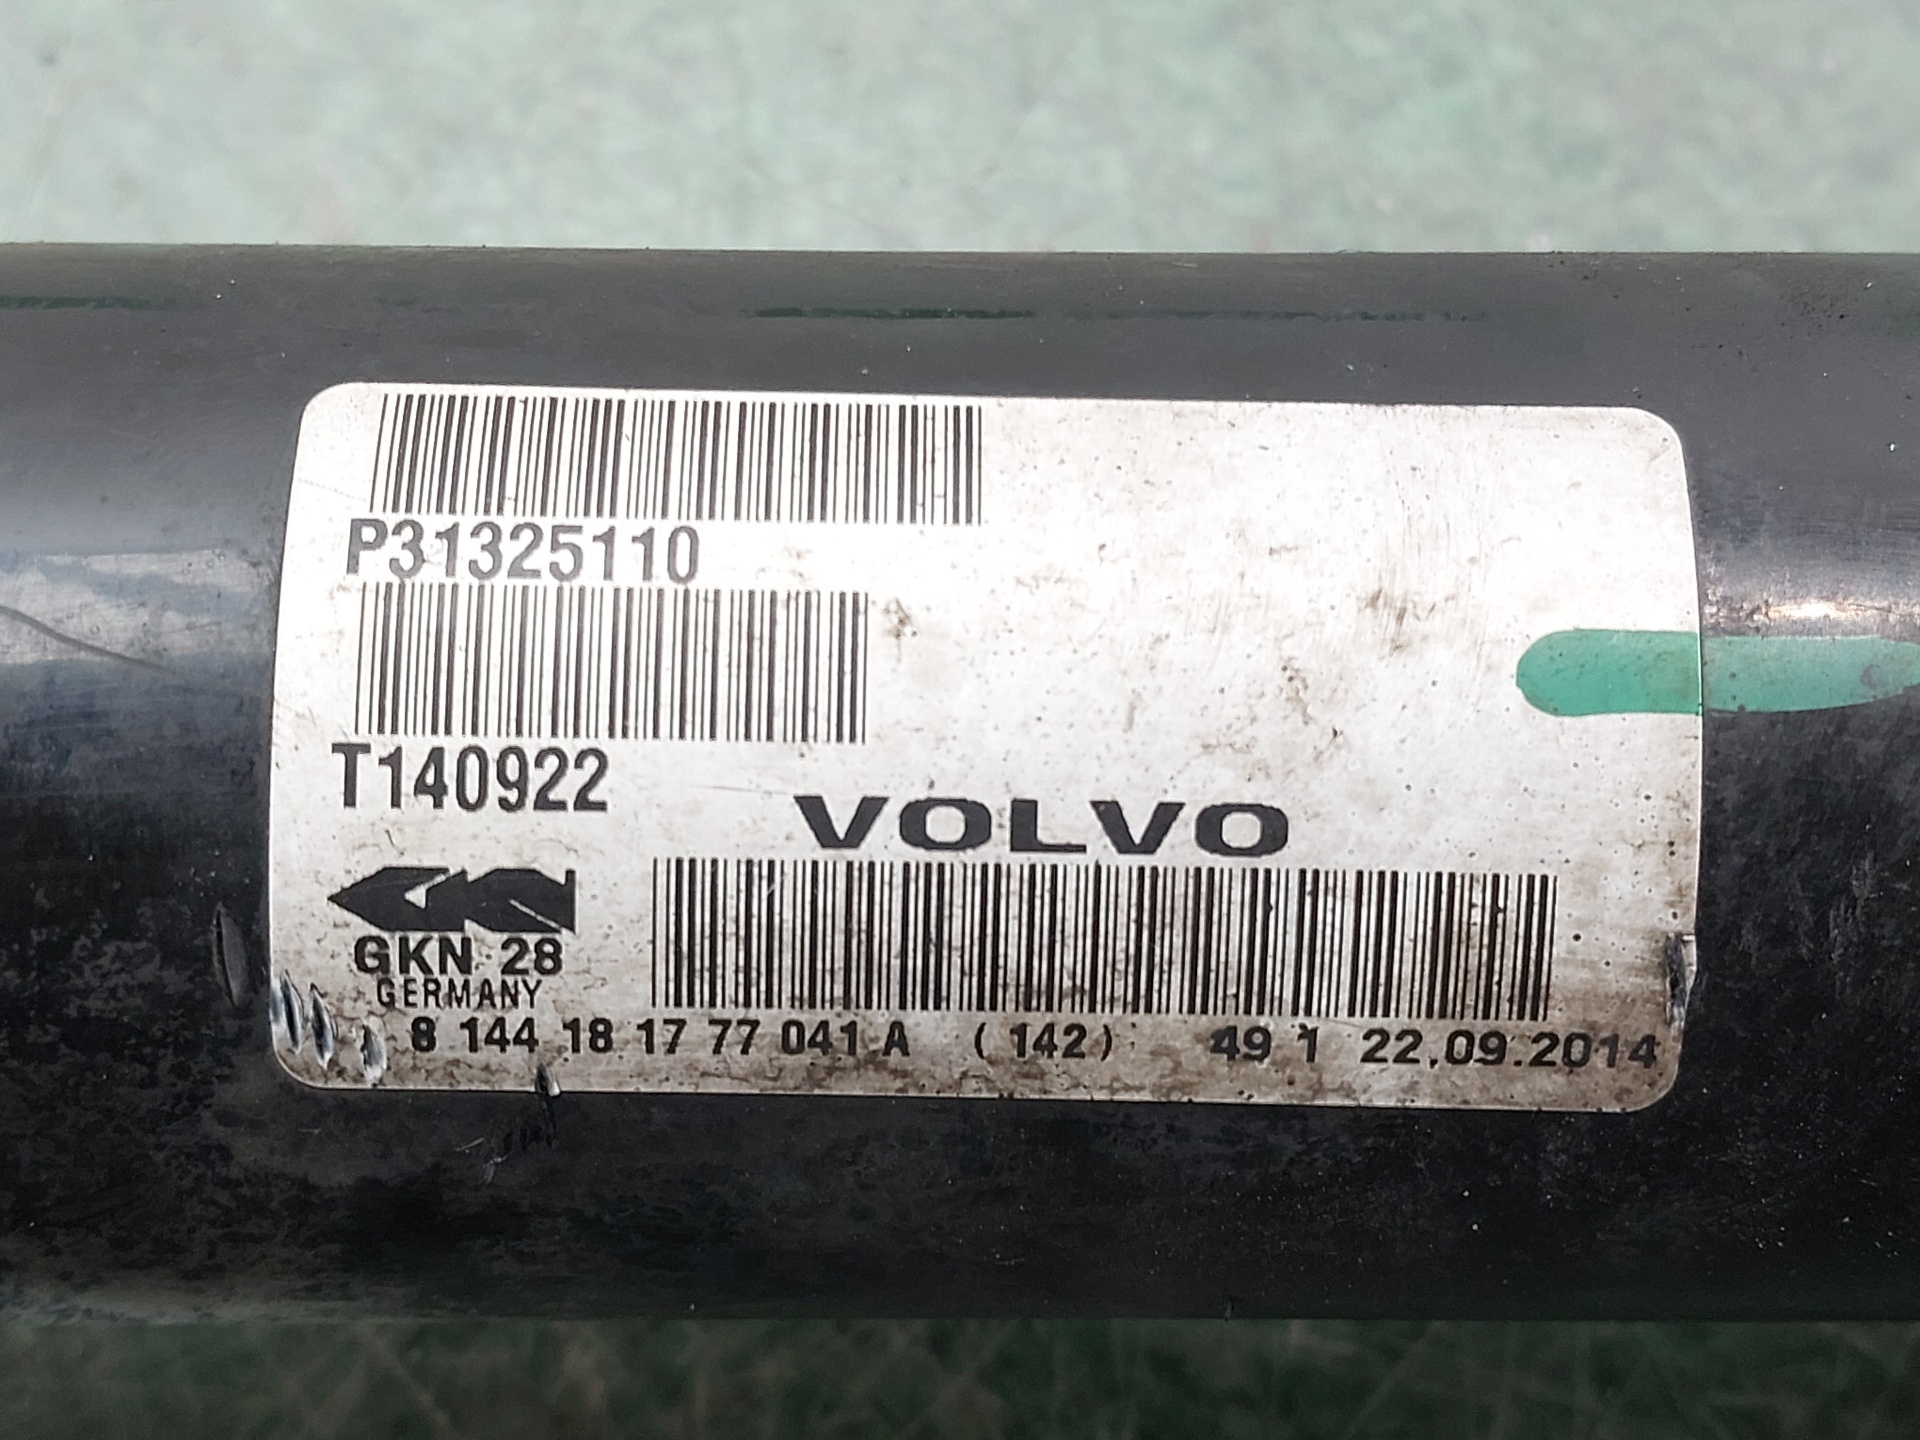 P31325110
T140922
VOLVO
GKN 28
GERMANY
8 144 18 17 77 041 A (142) 49 1 22.09.2014